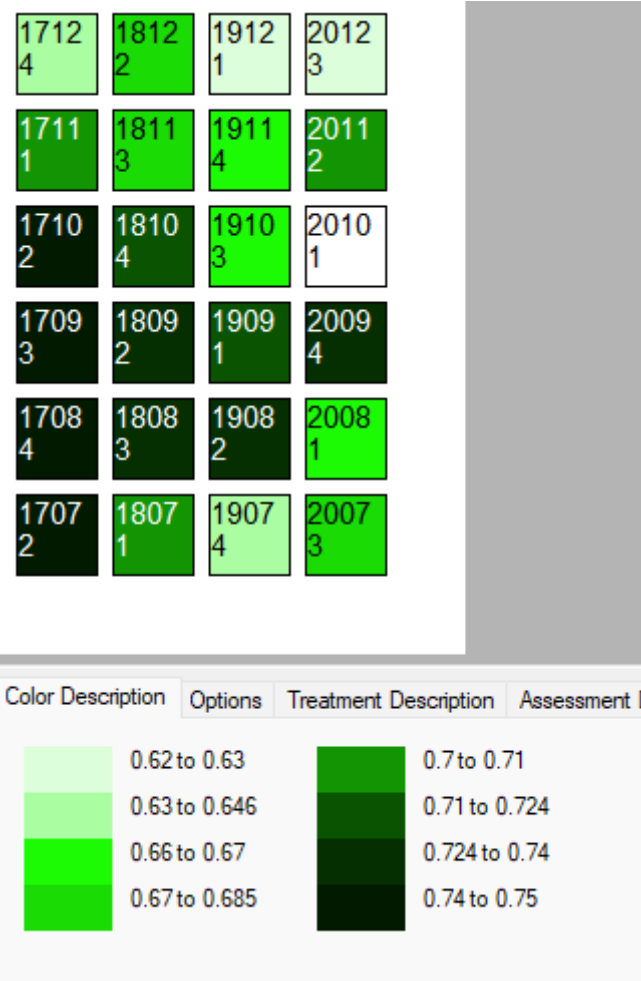 1712 1812 1912 2012
4 2 1 3
1711 1811 1911 2011
1 3 4 2
1710 1810 1910 2010
2 4 3 1
1709 1809 1909 2009
3 2 1 4
1708 1808 1908 2008
4 3 2 1
1707 1807 1907 2007
2 1 4 3
Color Description Options Treatment Description Assessment
0.62 to 0.63 0.7 to 0.71
0.63 to 0.646 0.71 to 0.724
0.66 to 0.67 0.724 to 0.74
0.67 to 0.685 0.74 to 0.75